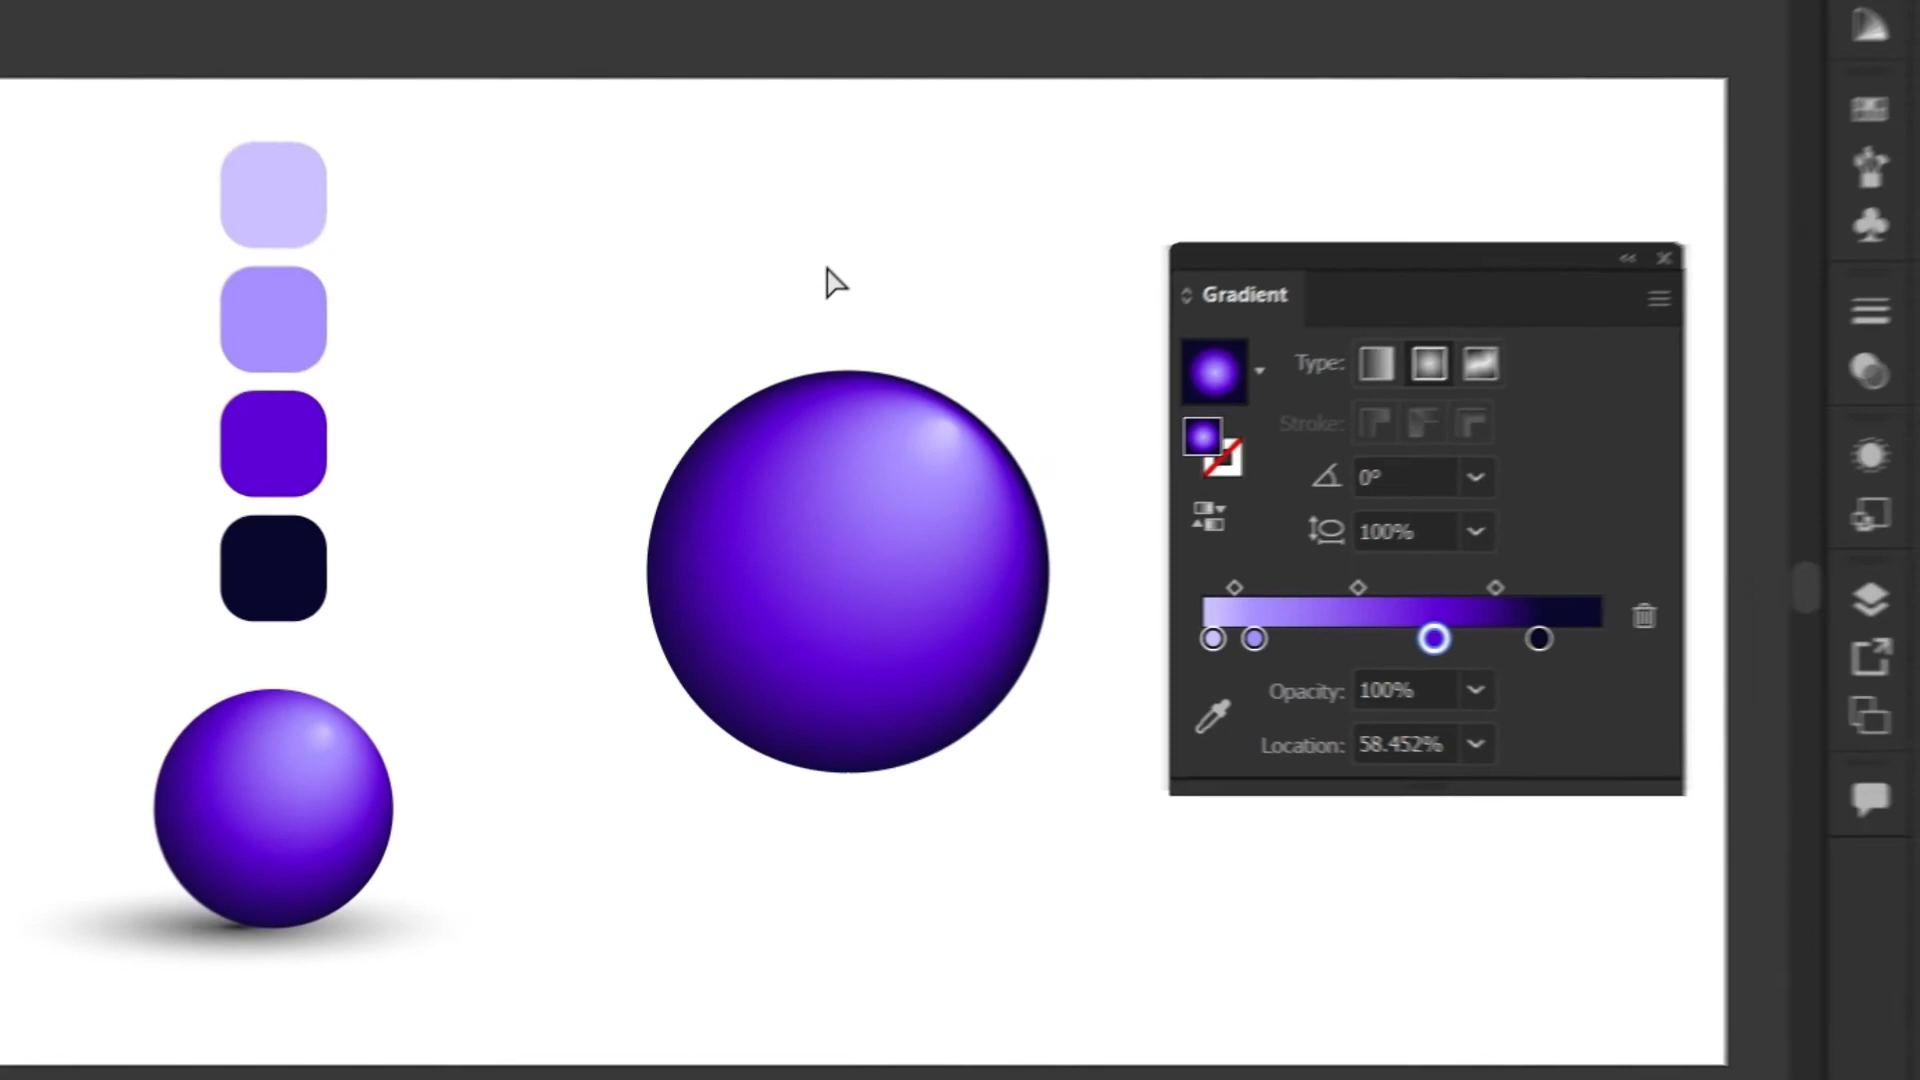 Gradient
Type:
Stroke:
0°
100%
Opacity: 100%
Location: 58.452%